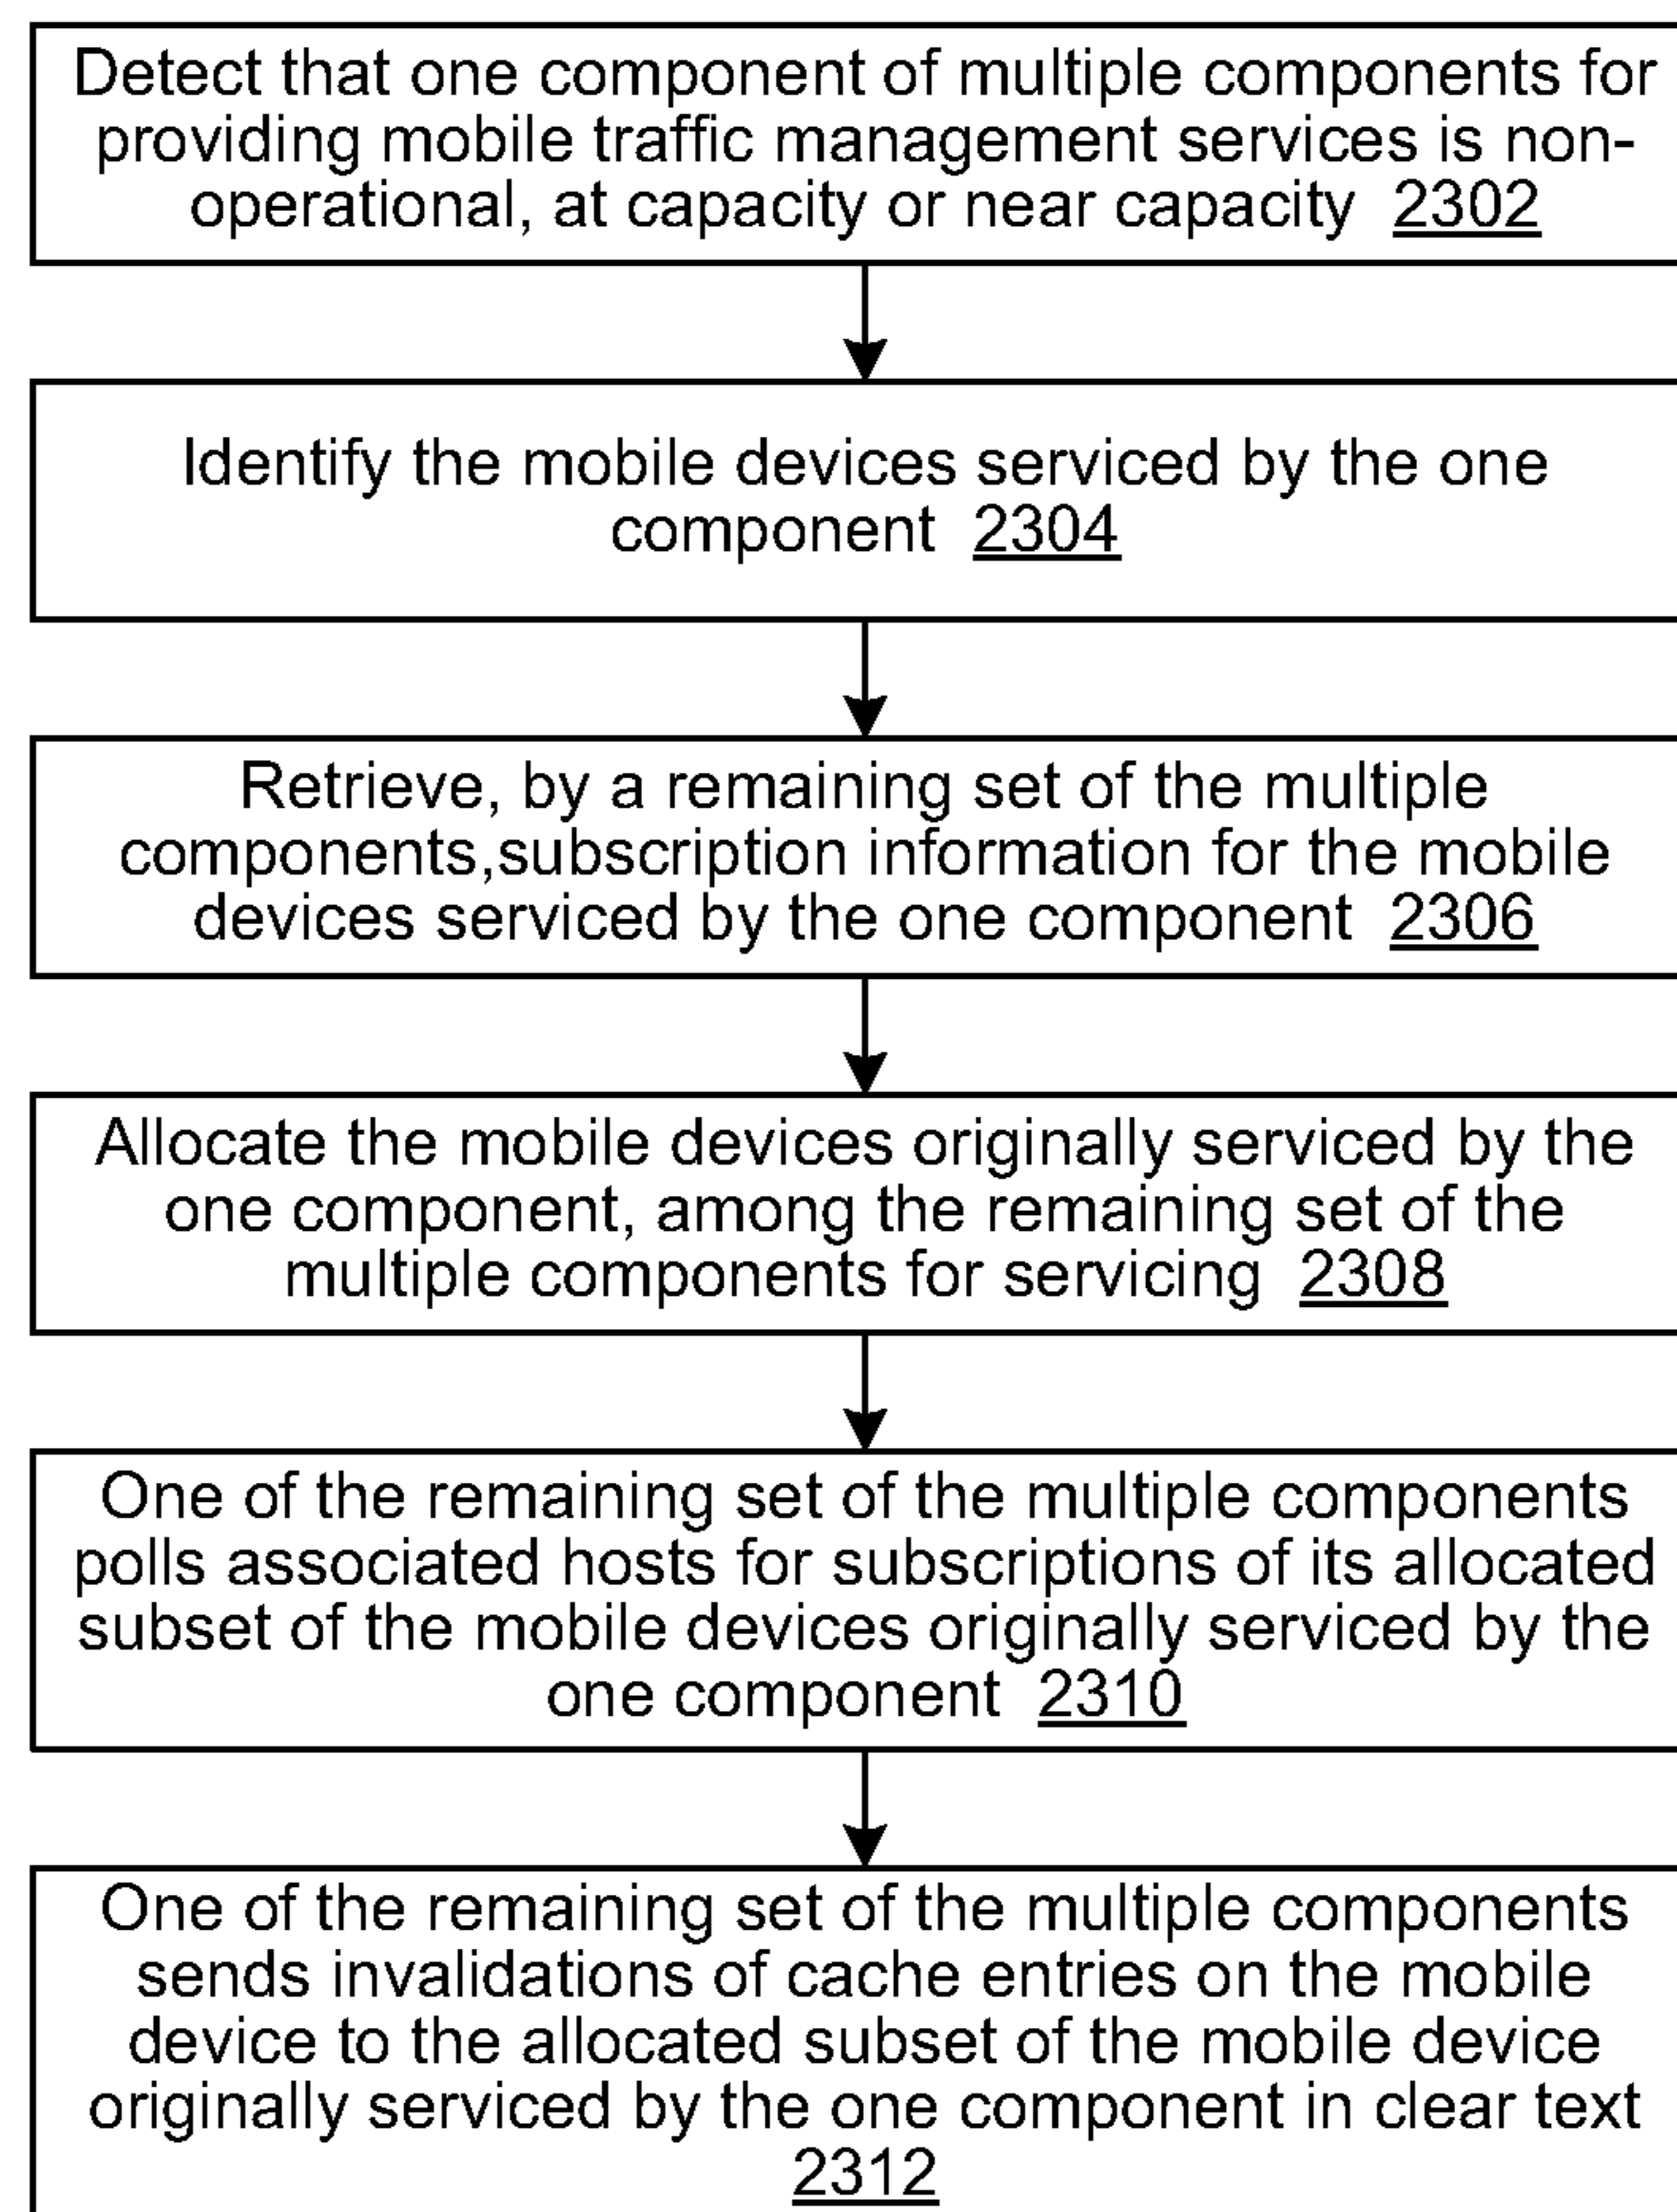 Detect that one component of multiple components for
providing mobile traffic management services is non-
operational, at capacity or near capacity 2302
Identify the mobile devices serviced by the one
component 2304
Retrieve, by a remaining set of the multiple
components,subscription information for the mobile
devices serviced by the one component 2306
Allocate the mobile devices originally serviced by the
one component, among the remaining set of the
multiple components for servicing 2308
One of the remaining set of the multiple components
polls associated hosts for subscriptions of its allocated
subset of the mobile devices originally serviced by the
one component 2310
One of the remaining set of the multiple components
sends invalidations of cache entries on the mobile
device to the allocated subset of the mobile device
originally serviced by the one component in clear text
2312